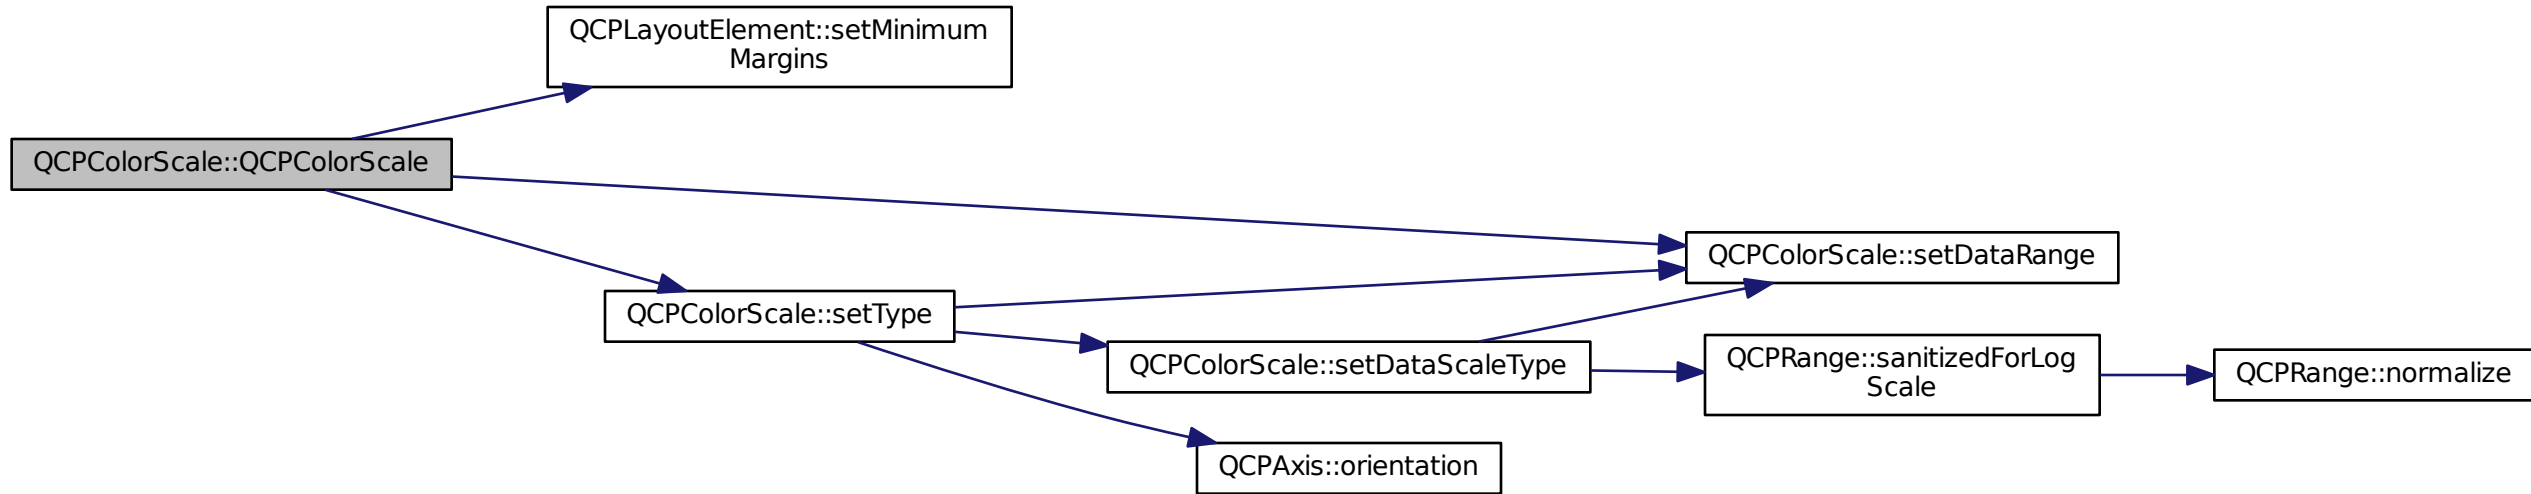 QCPLayoutElement::setMinimum
Margins
QCPColorScale::QCPColorScale
QCPColorScale::setDataRange
QCPColorScale::setType
QCPColorScale::setDataScaleType
QCPRange::sanitizedForLog
Scale
QCPRange::normalize
QCPAxis::orientation